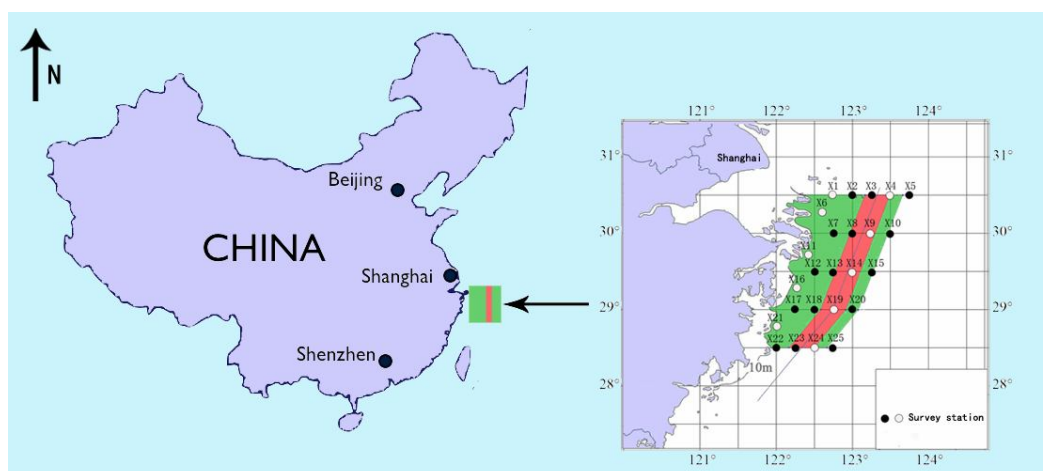 N
Beijing
CHINA
Shanghai
Shenzhen
121° 122° 123° 124°
31°
31°
Shanghai
X1 X2 X3 X4 X5
X6
30°
X7 X8 X9 X10
30°
X11
X12 X13 X14 X15
X16
29°
X17 X18 X19 X20
29°
X21
X22 X23 X24 X25
10m
28°
28°
Survey station
121° 122° 123° 124°